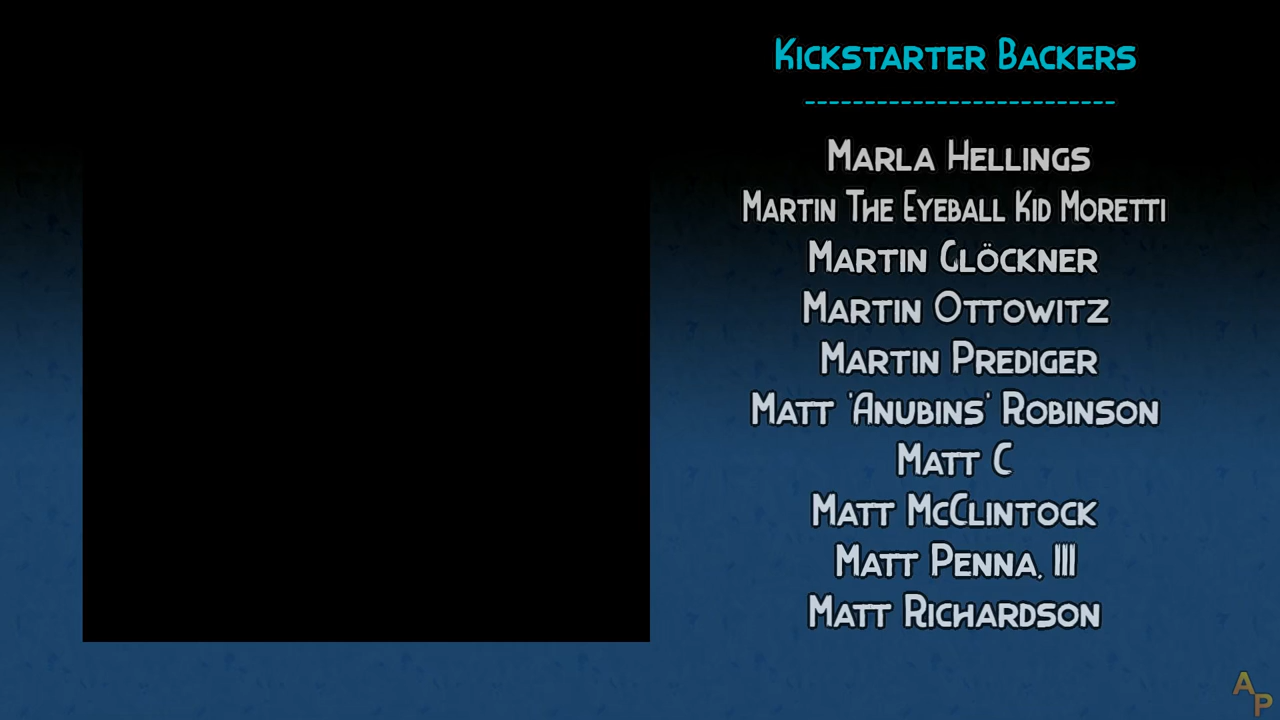 Kickstarter Backers
--------------------------
Marla Hellings
Martin The Eyeball Kid Moretti
Martin Glöckner
Martin Ottowitz
Martin Prediger
Matt 'Anubins' Robinson
Matt C
Matt McClintock
Matt Penna, III
Matt Richardson
AP